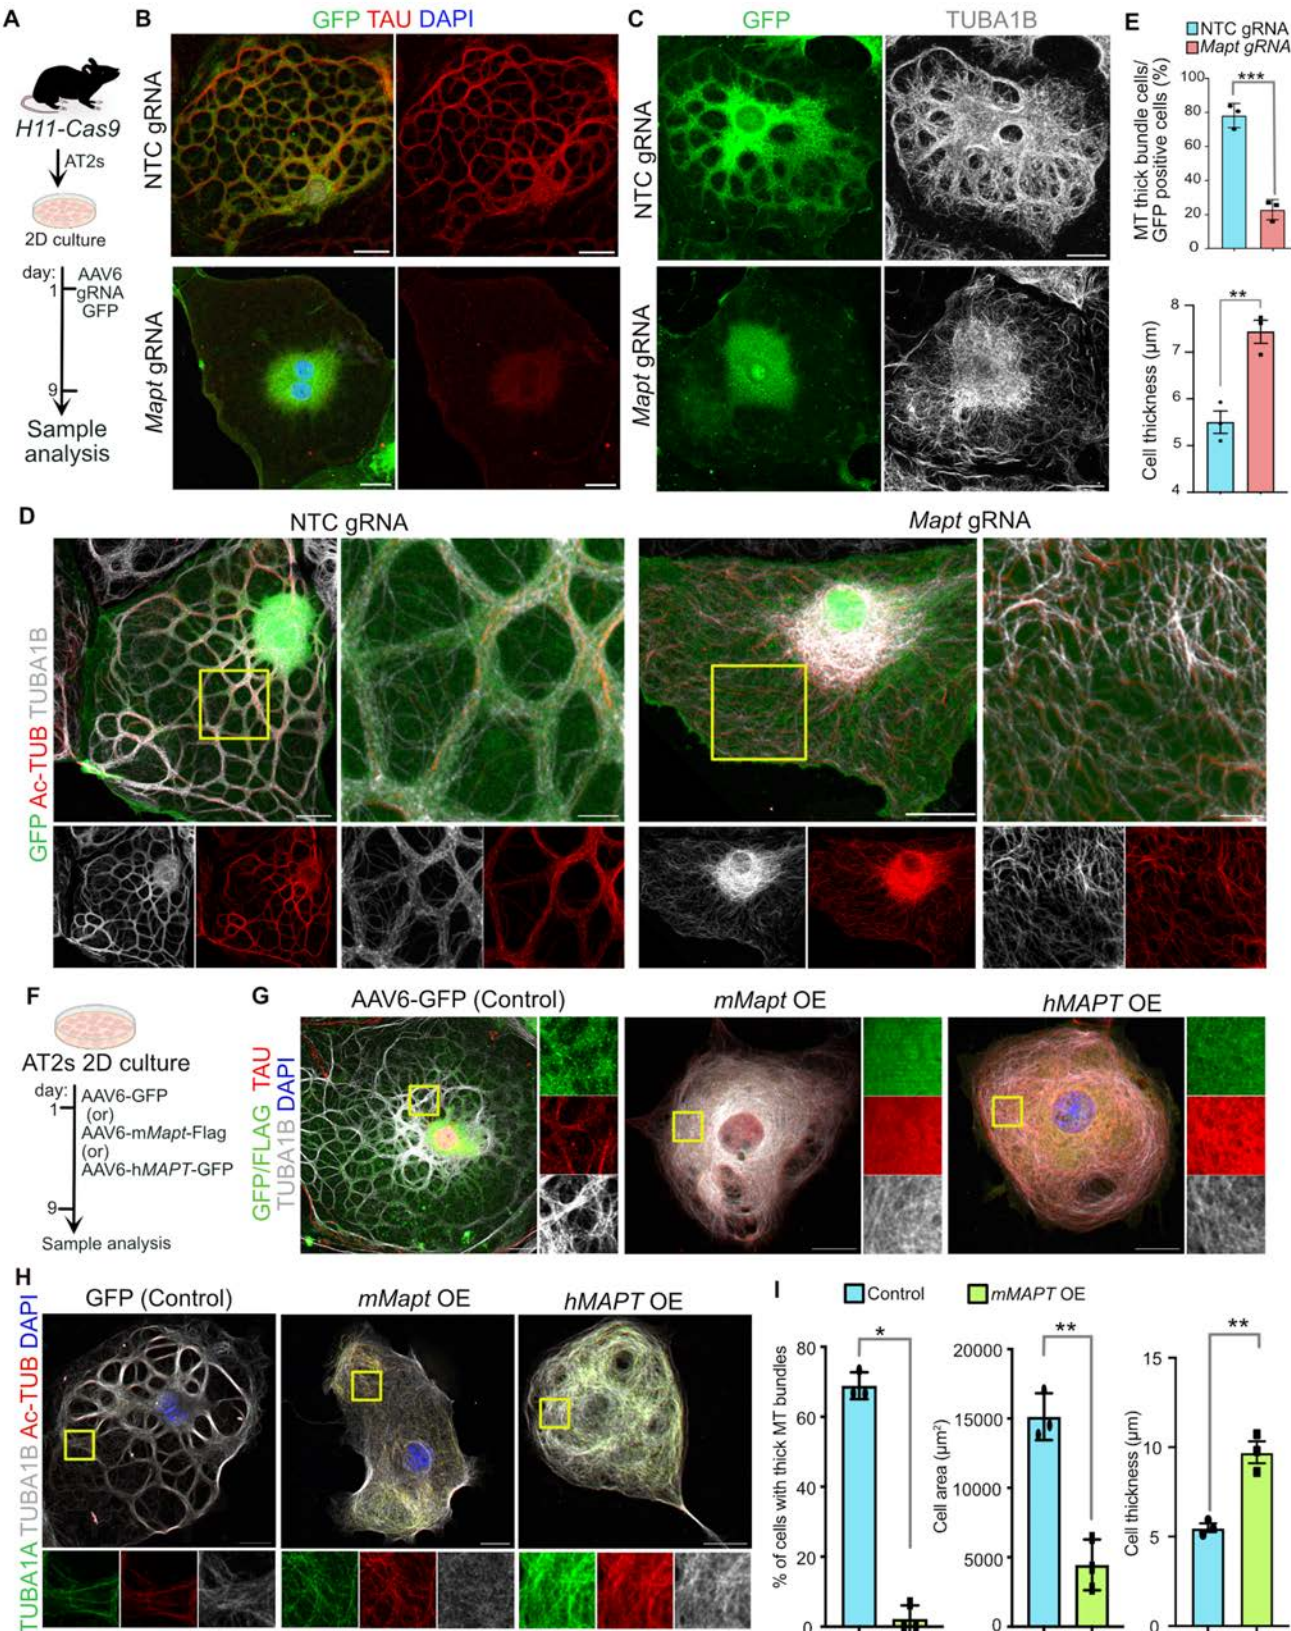 A
H11-Cas9
AT2s
2D culture
day:
1
AAV6
gRNA
GFP
9
Sample
analysis
B
GFP TAU DAPI
NTC gRNA
Mapt gRNA
C
GFP
TUBA1B
NTC gRNA
Mapt gRNA
E
NTC gRNA
Mapt gRNA
MT thick bundle cells/
GFP positive cells (%)
100
80
60
40
20
0
***
Cell thickness (µm)
8
7
6
5
4
**
D
NTC gRNA
Mapt gRNA
GFP Ac-TUB TUBA1B
F
AT2s 2D culture
day:
1
AAV6-GFP
(or)
AAV6-mMapt-Flag
(or)
AAV6-hMAPT-GFP
9
Sample analysis
G
AAV6-GFP (Control)
mMapt OE
hMAPT OE
GFP/FLAG TAU
TUBA1B DAPI
H
GFP (Control)
mMapt OE
hMAPT OE
TUBA1A TUBA1B Ac-TUB DAPI
I
Control
mMAPT OE
% of cells with thick MT bundles
80
60
40
20
0
*
Cell area (µm²)
20000
15000
10000
5000
0
**
Cell thickness (µm)
15
10
5
0
**